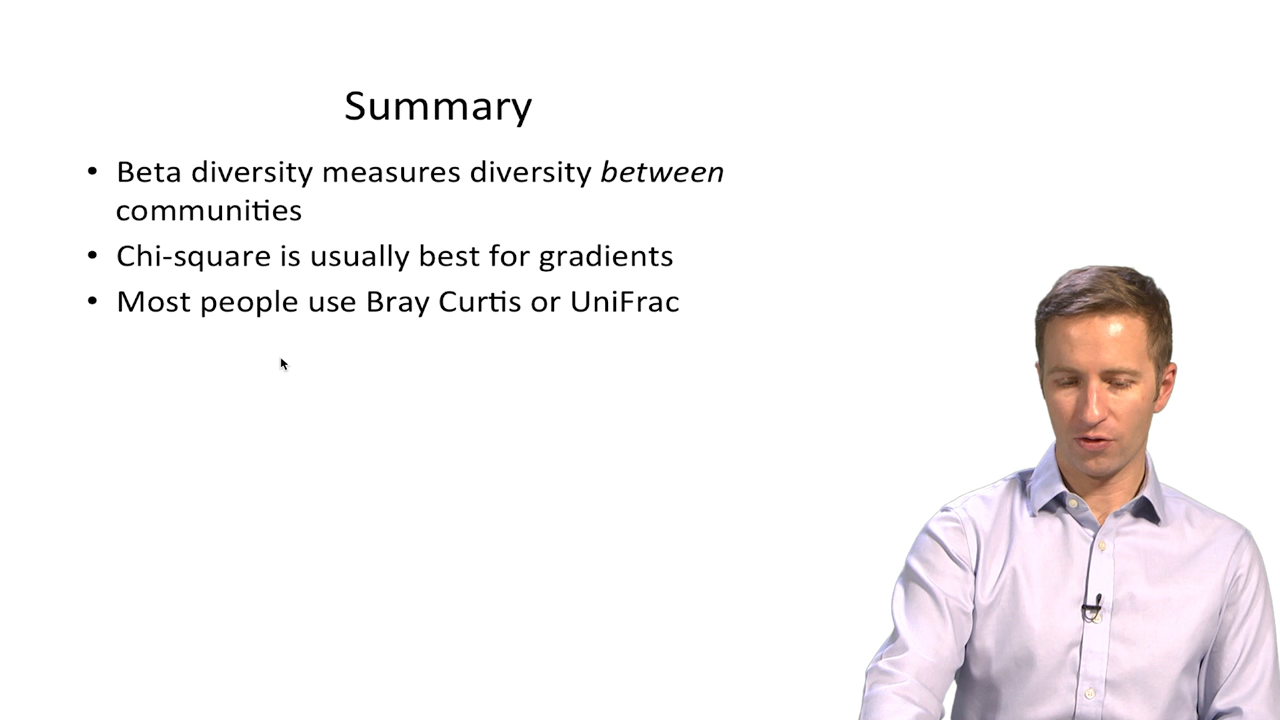 Summary
• Beta diversity measures diversity between
communities
• Chi-square is usually best for gradients
• Most people use Bray Curtis or UniFrac